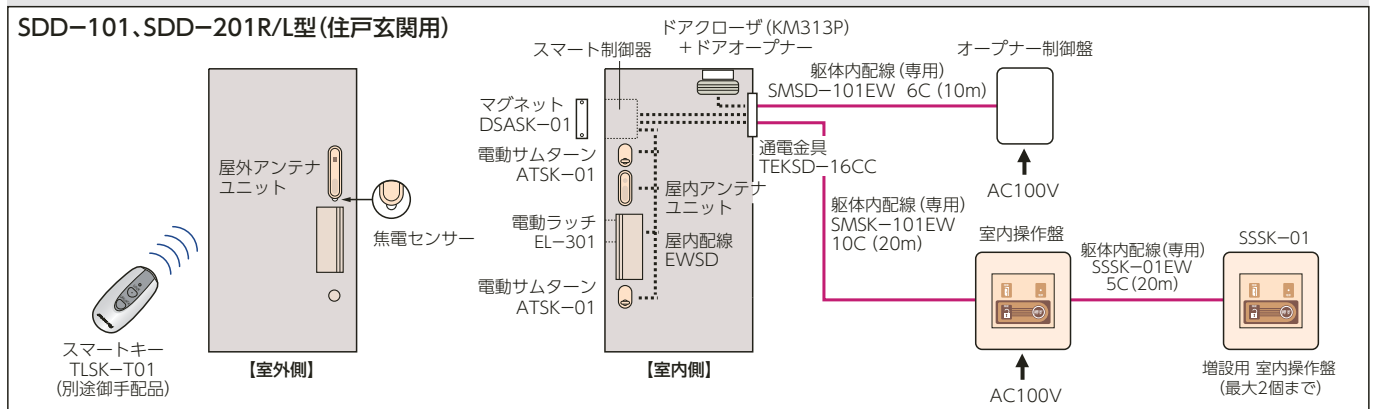 SDD−101、SDD−201R/L型(住戸玄関用)
屋外アンテナ
ユニット
焦電センサー
スマートキー
TLSK−T01
(別途御手配品)
【室外側】
ドアクローザ(KM313P)
＋ドアオープナー
スマート制御器
マグネット
DSASK−01
電動サムターン
ATSK−01
屋内アンテナ
ユニット
電動ラッチ
EL−301
屋内配線
EWSD
電動サムターン
ATSK−01
【室内側】
躯体内配線(専用)
SMSD−101EW 6C (10m)
通電金具
TEKSD−16CC
オープナー制御盤
AC100V
躯体内配線(専用)
SMSK−101EW
10C (20m)
室内操作盤
AC100V
躯体内配線(専用)
SSSK−01EW
5C(20m)
SSSK−01
増設用 室内操作盤
(最大2個まで)